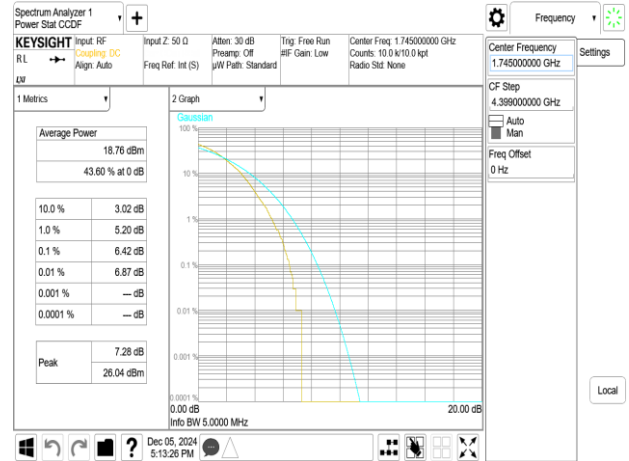 Spectrum Analyzer 1
Power Stat CCDF
Frequency
KEYSIGHT
RL
Input: RF
Coupling: DC
Align: Auto
Input Z: 50 Ω
Freq Ref: Int (S)
Atten: 30 dB
Preamp: Off
µW Path: Standard
Trig: Free Run
#IF Gain: Low
Center Freq: 1.745000000 GHz
Counts: 10.0 k/10.0 kpt
Radio Std: None
Center Frequency
1.745000000 GHz
Settings
CF Step
4.399000000 GHz
Auto
Man
Freq Offset
0 Hz
1 Metrics
Average Power
18.76 dBm
43.60 % at 0 dB
10.0 % 3.02 dB
1.0 % 5.20 dB
0.1 % 6.42 dB
0.01 % 6.87 dB
0.001 % --- dB
0.0001 % --- dB
Peak
7.28 dB
26.04 dBm
2 Graph
Gaussian
100 %
10 %
1 %
0.1 %
0.01 %
0.001 %
0.0001 %
0.00 dB 20.00 dB
Info BW 5.0000 MHz
Local
?
Dec 05, 2024
5:13:26 PM